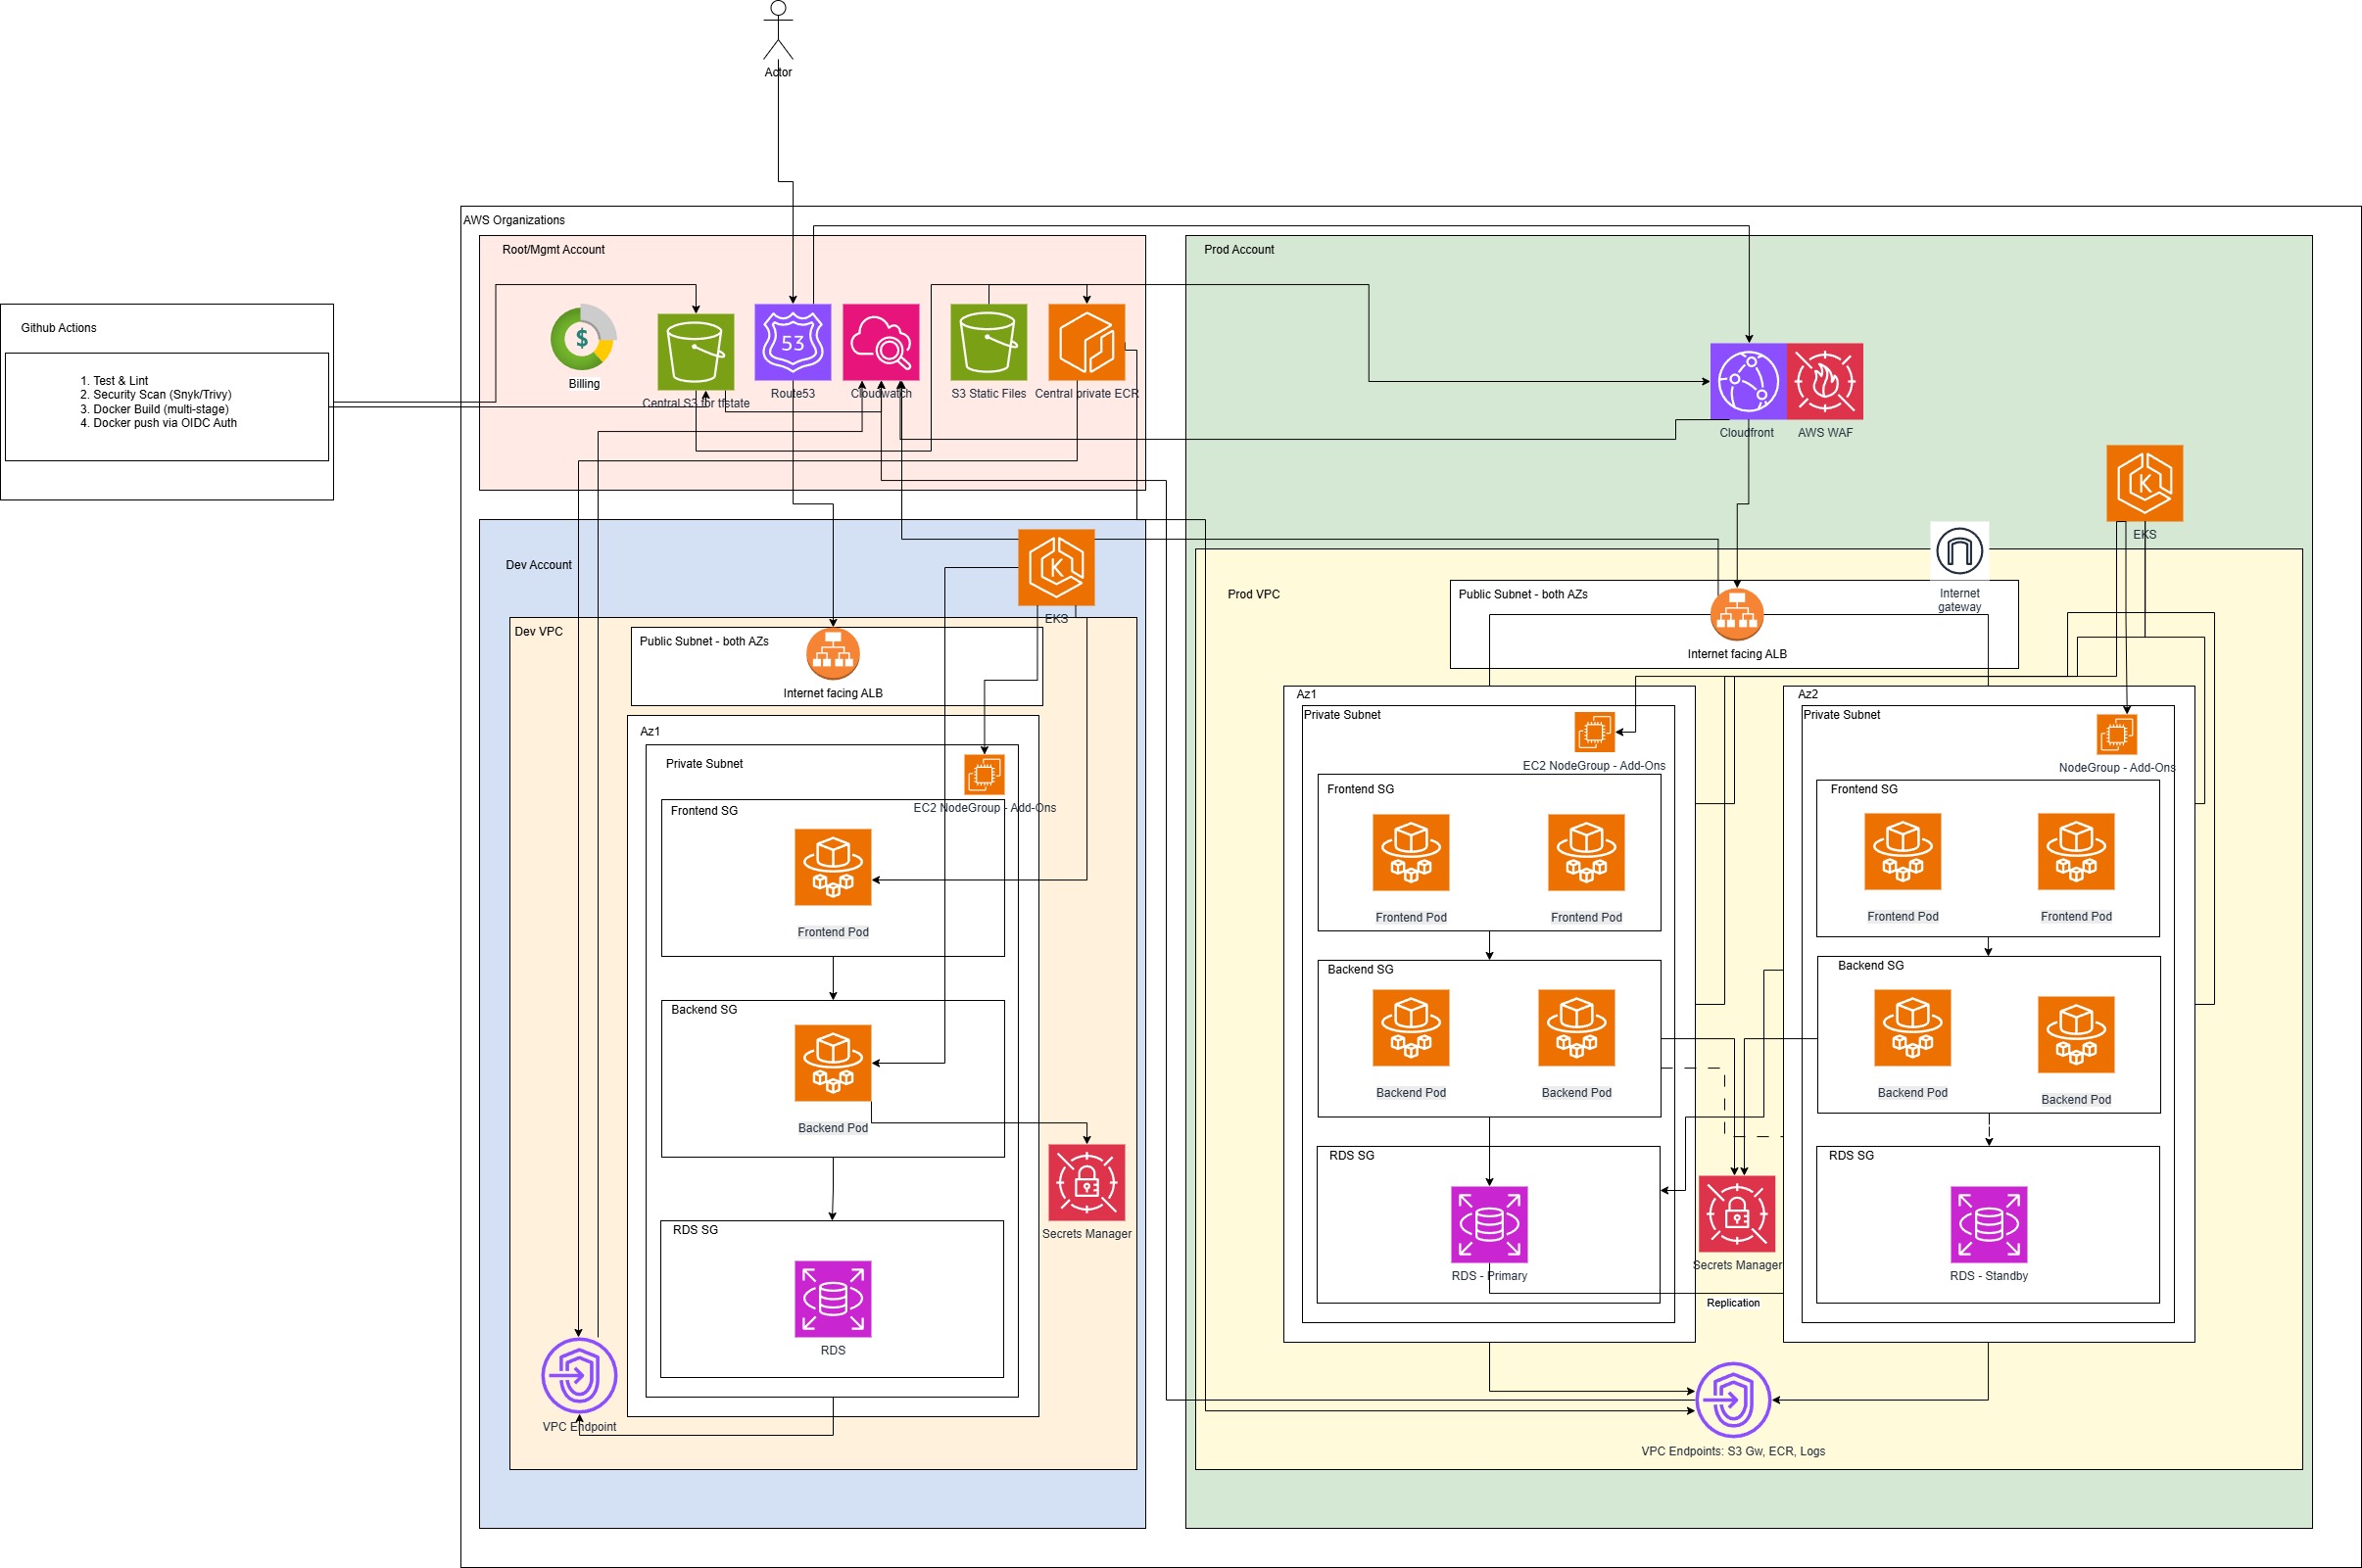 Actor
AWS Organizations
Root/Mgmt Account
Prod Account
Github Actions
1. Test & Lint
2. Security Scan (Snyk/Trivy)
3. Docker Build (multi-stage)
4. Docker push via OIDC Auth
Billing
Central S3 for tfstate
53
Route53
Cloudwatch
S3 Static Files
Central private ECR
Cloudfront
AWS WAF
K
EKS
Dev Account
K
EKS
Dev VPC
Public Subnet - both AZs
Internet facing ALB
Az1
Private Subnet
EC2 NodeGroup - Add-Ons
Frontend SG
Frontend Pod
Backend SG
Backend Pod
Secrets Manager
RDS SG
RDS
VPC Endpoint
Prod VPC
Public Subnet - both AZs
Internet facing ALB
Internet
gateway
Az1
Private Subnet
EC2 NodeGroup - Add-Ons
Frontend SG
Frontend Pod
Frontend Pod
Backend SG
Backend Pod
Backend Pod
RDS SG
RDS - Primary
Secrets Manager
Replication
Az2
Private Subnet
NodeGroup - Add-Ons
Frontend SG
Frontend Pod
Frontend Pod
Backend SG
Backend Pod
Backend Pod
RDS SG
RDS - Standby
VPC Endpoints: S3 Gw, ECR, Logs